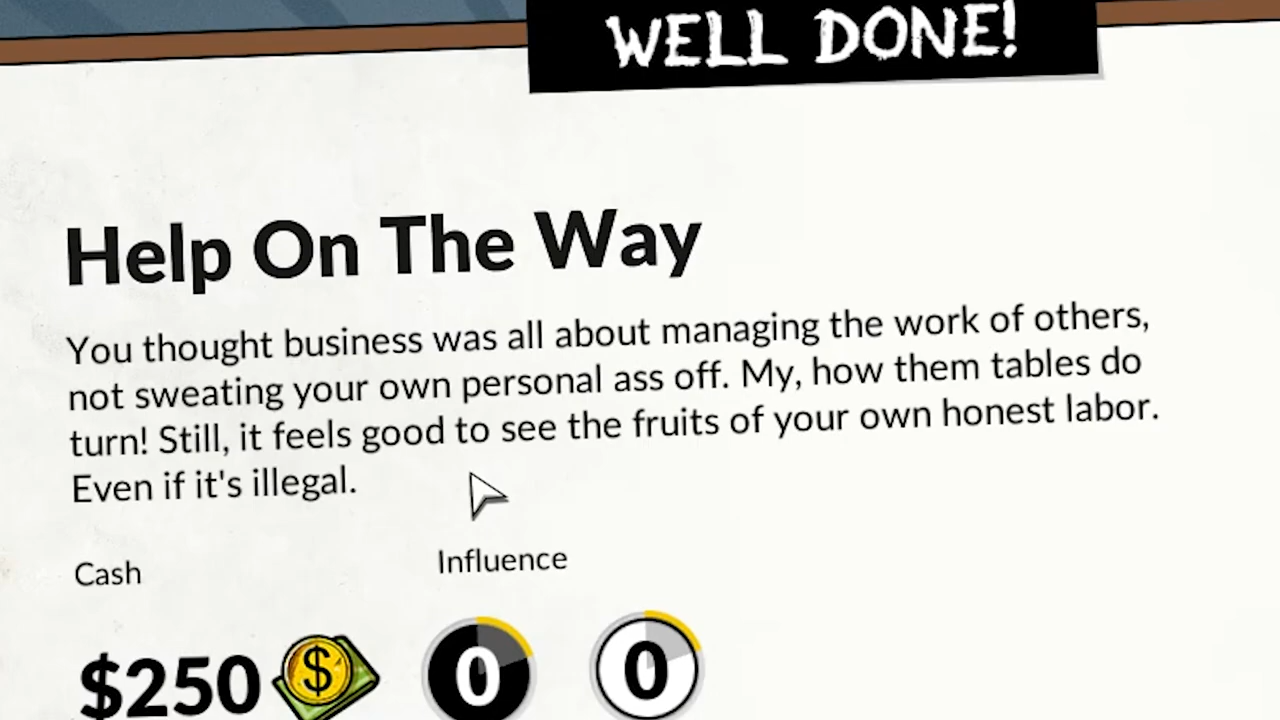 WELL DONE!
Help On The Way
You thought business was all about managing the work of others,
not sweating your own personal ass off. My, how them tables do
turn! Still, it feels good to see the fruits of your own honest labor.
Even if it's illegal.
Cash
Influence
$250 $ 0 0